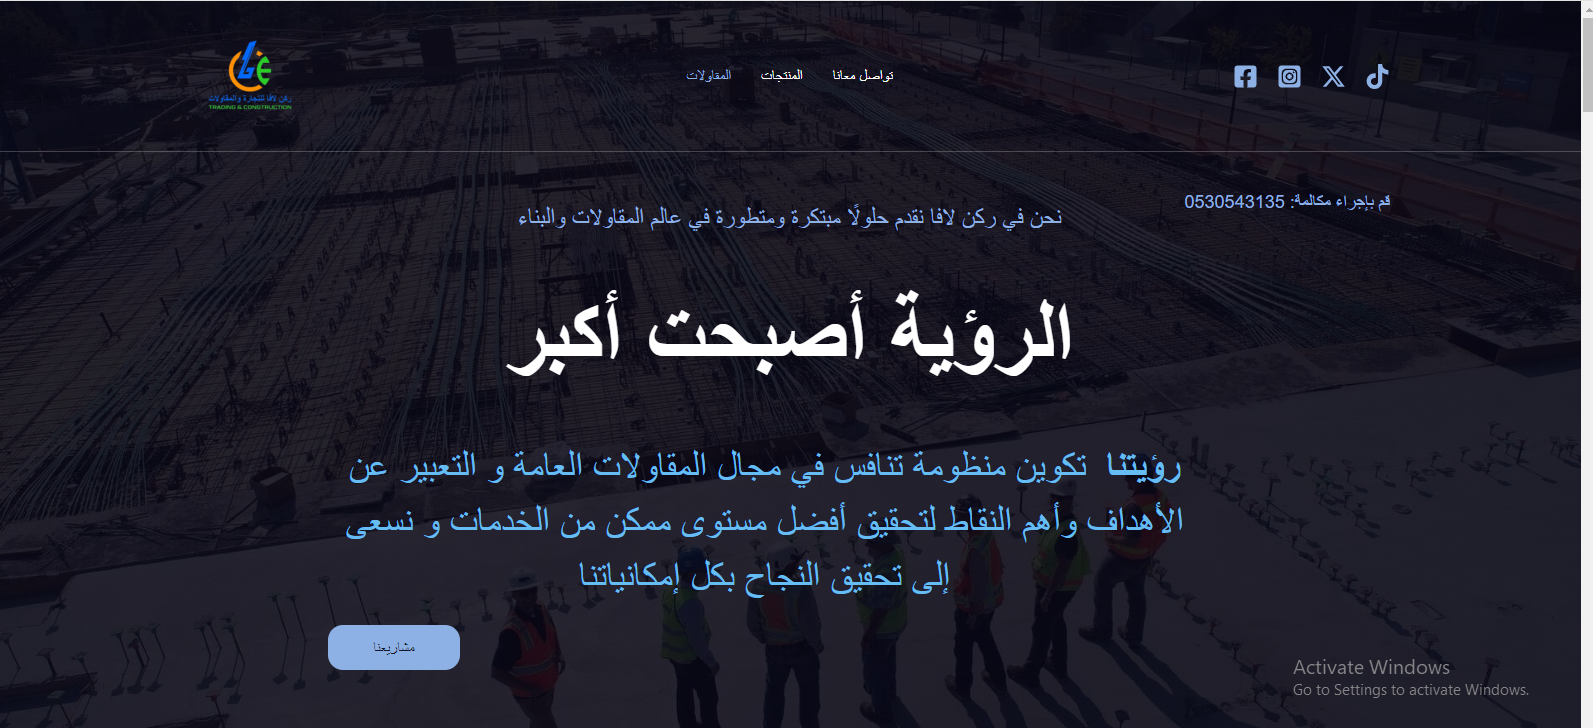 ركن لافا للتجارة والمقاولات
TRADING & CONSTRUCTION
المقاولات
المنتجات
تواصل معانا
قم بإجراء مكالمة: 0530543135
نحن في ركن لافا نقدم حلولًا مبتكرة ومتطورة في عالم المقاولات والبناء
الرؤية أصبحت أكبر
رؤيتنا تكوين منظومة تنافس في مجال المقاولات العامة و التعبير عن
الأهداف وأهم النقاط لتحقيق أفضل مستوى ممكن من الخدمات و نسعى
إلى تحقيق النجاح بكل إمكانياتنا
مشاريعنا
Activate Windows
Go to Settings to activate Windows.